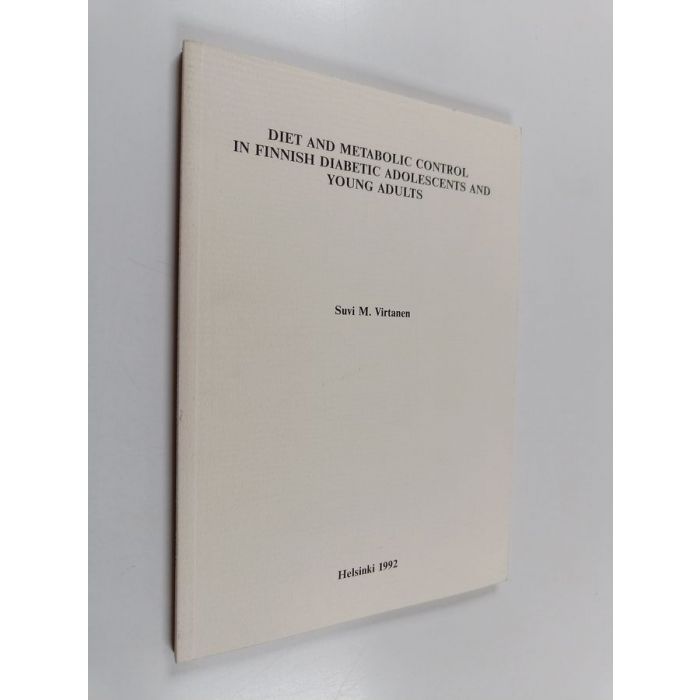 DIET AND METABOLIC CONTROL
IN FINNISH DIABETIC ADOLESCENTS AND
YOUNG ADULTS
Suvi M. Virtanen
Helsinki 1992